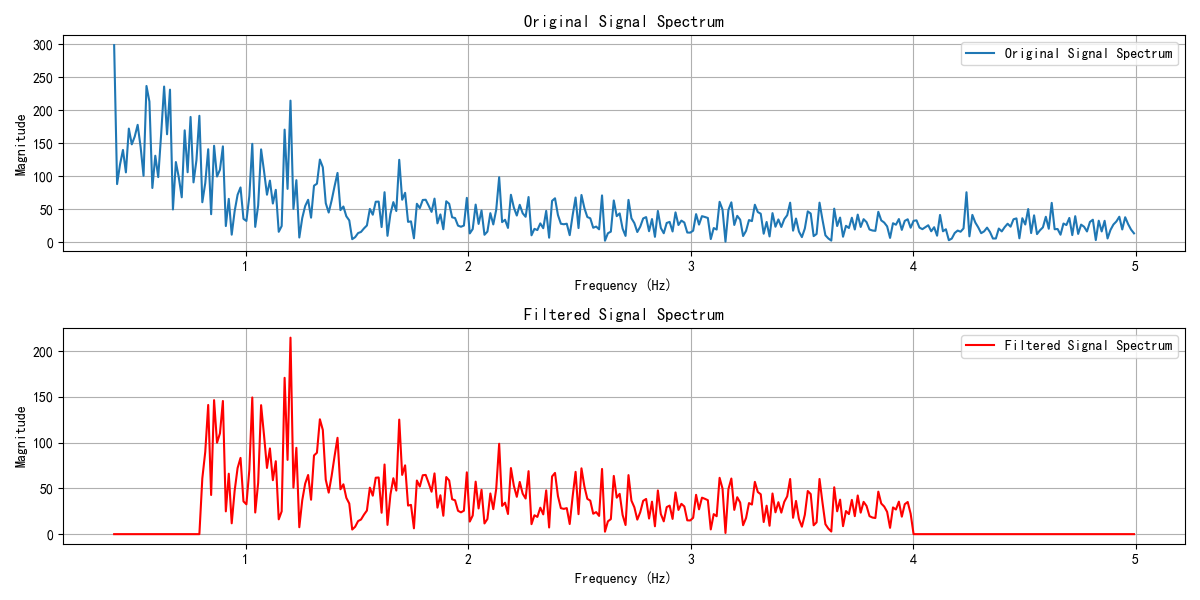 Original Signal Spectrum
Original Signal Spectrum
Magnitude
300
250
200
150
100
50
0
1
2
3
4
5
Frequency (Hz)
Filtered Signal Spectrum
Filtered Signal Spectrum
Magnitude
200
150
100
50
0
1
2
3
4
5
Frequency (Hz)